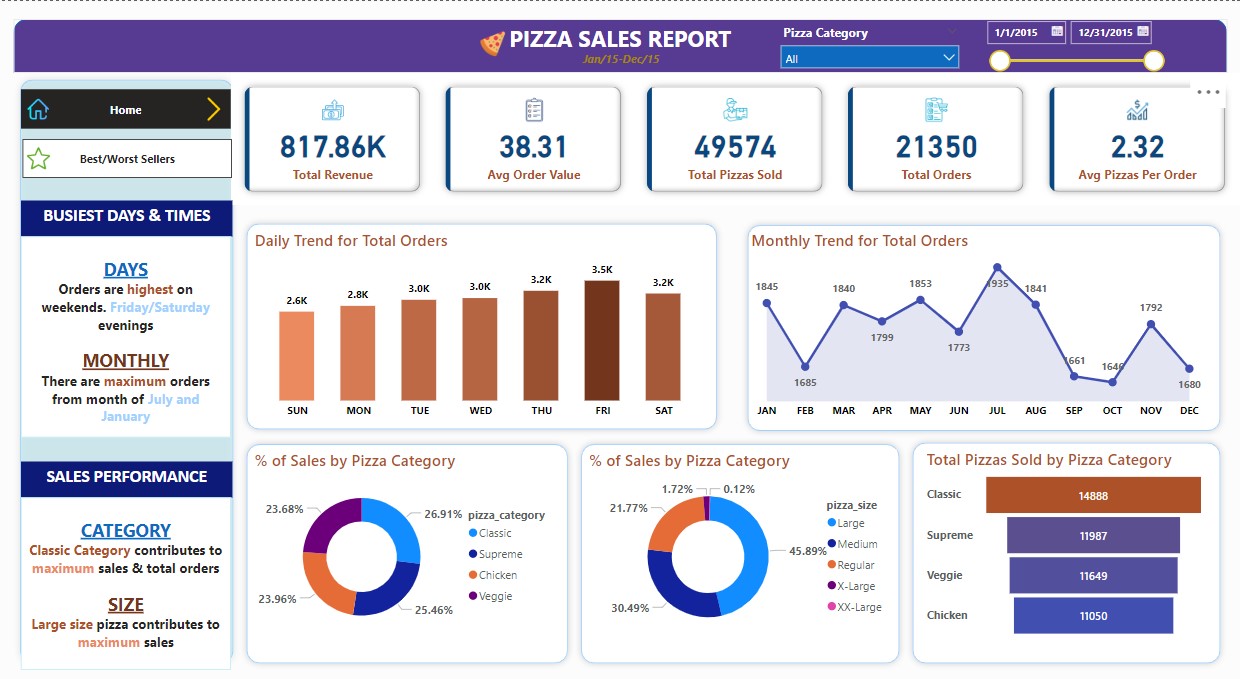 PIZZA SALES REPORT
Jan/15-Dec/15
Pizza Category
All
1/1/2015
12/31/2015
Home
Best/Worst Sellers
817.86K
Total Revenue
38.31
Avg Order Value
49574
Total Pizzas Sold
21350
Total Orders
2.32
Avg Pizzas Per Order
BUSIEST DAYS & TIMES
DAYS
Orders are highest on
weekends. Friday/Saturday
evenings
MONTHLY
There are maximum orders
from month of July and
January
SALES PERFORMANCE
CATEGORY
Classic Category contributes to
maximum sales & total orders
SIZE
Large size pizza contributes to
maximum sales
Daily Trend for Total Orders
2.6K
2.8K
3.0K
3.0K
3.2K
3.5K
3.2K
SUN
MON
TUE
WED
THU
FRI
SAT
Monthly Trend for Total Orders
1845
1685
1840
1799
1853
1773
1935
1841
1661
1646
1792
1680
JAN
FEB
MAR
APR
MAY
JUN
JUL
AUG
SEP
OCT
NOV
DEC
% of Sales by Pizza Category
23.68%
26.91%
23.96%
25.46%
pizza_category
Classic
Supreme
Chicken
Veggie
% of Sales by Pizza Category
1.72%
0.12%
21.77%
45.89%
30.49%
pizza_size
Large
Medium
Regular
X-Large
XX-Large
Total Pizzas Sold by Pizza Category
Classic
14888
Supreme
11987
Veggie
11649
Chicken
11050